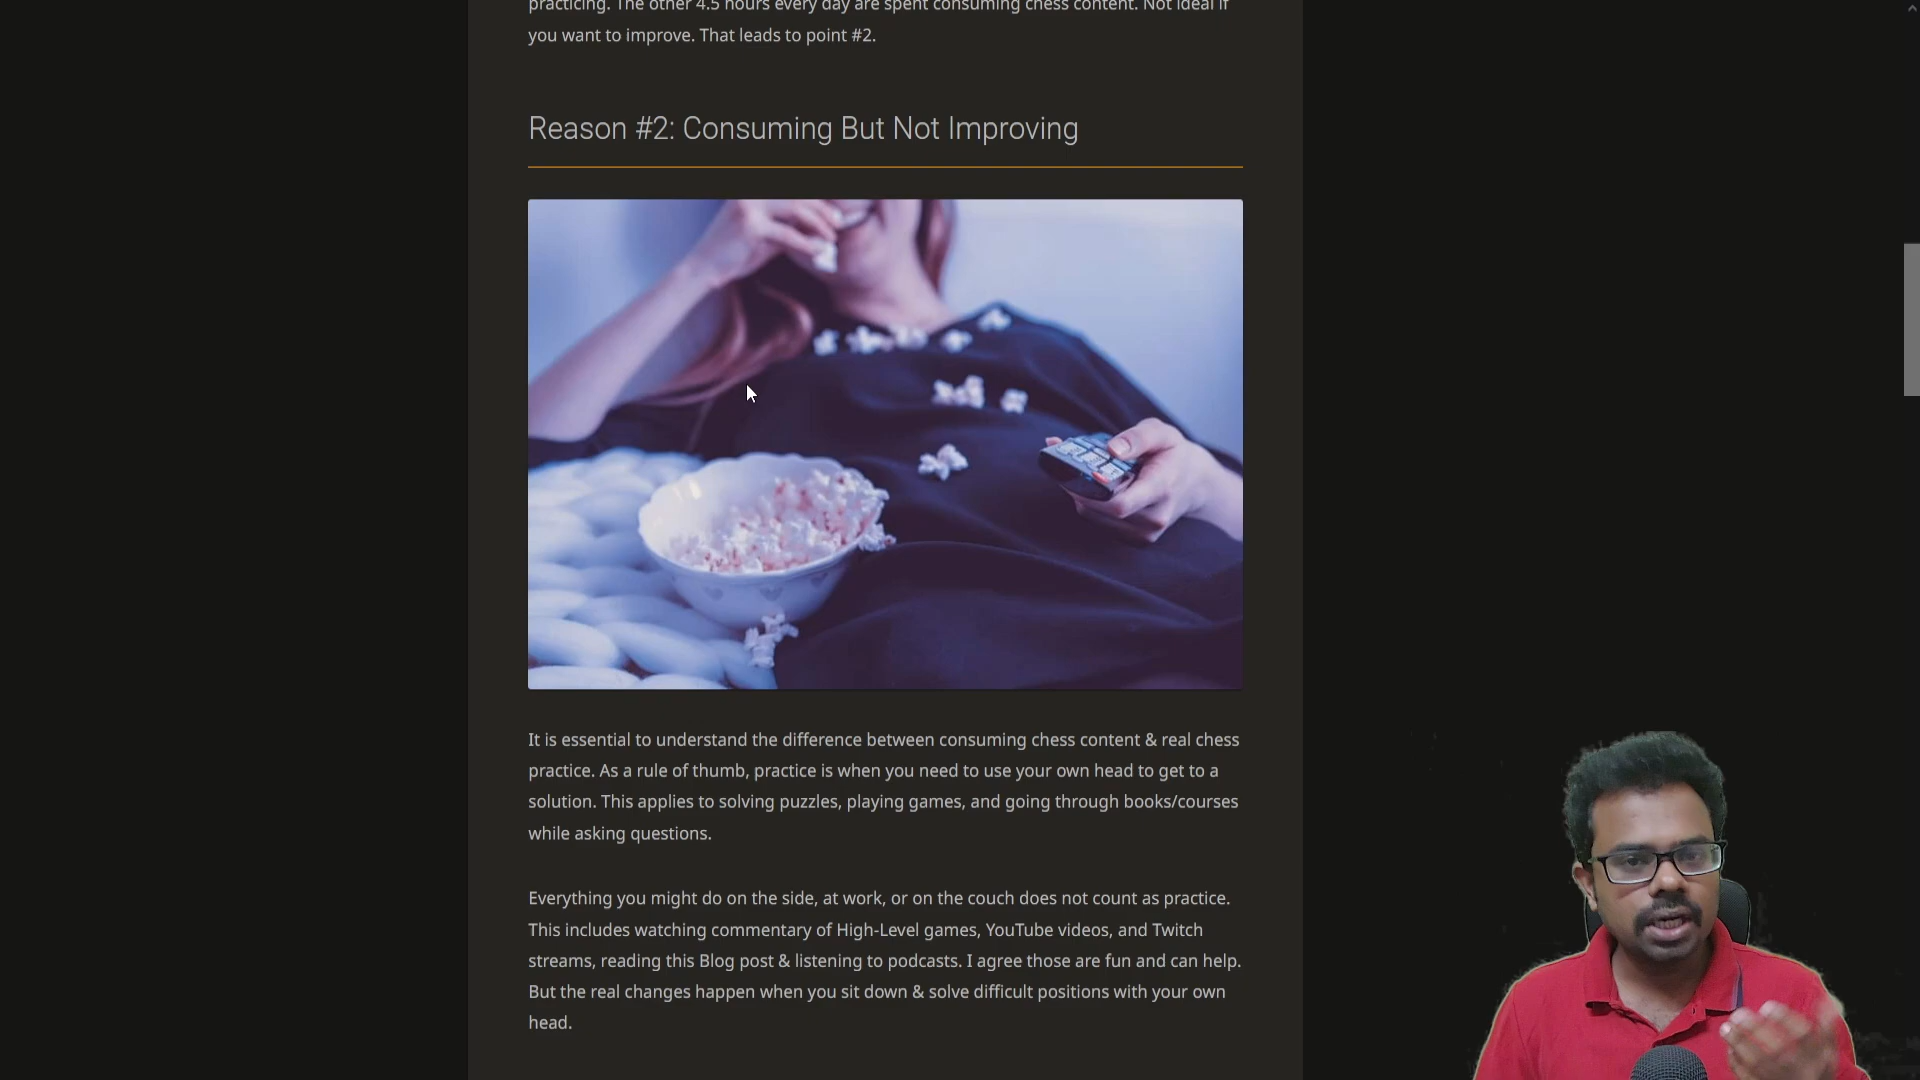 practicing. The other 4.5 hours every day are spent consuming chess content. Not ideal if
you want to improve. That leads to point #2.
Reason #2: Consuming But Not Improving
It is essential to understand the difference between consuming chess content & real chess
practice. As a rule of thumb, practice is when you need to use your own head to get to a
solution. This applies to solving puzzles, playing games, and going through books/courses
while asking questions.
Everything you might do on the side, at work, or on the couch does not count as practice.
This includes watching commentary of High-Level games, YouTube videos, and Twitch
streams, reading this Blog post & listening to podcasts. I agree those are fun and can help.
But the real changes happen when you sit down & solve difficult positions with your own
head.